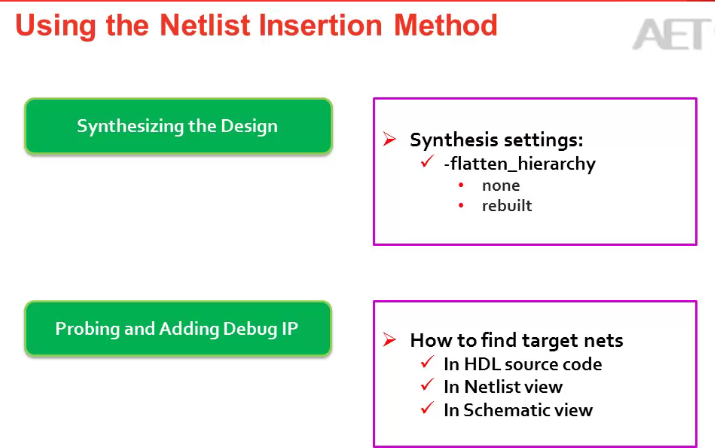 Using the Netlist Insertion Method
AET
Synthesizing the Design
➢ Synthesis settings:
✓ -flatten_hierarchy
• none
• rebuilt
Probing and Adding Debug IP
➢ How to find target nets
✓ In HDL source code
✓ In Netlist view
✓ In Schematic view